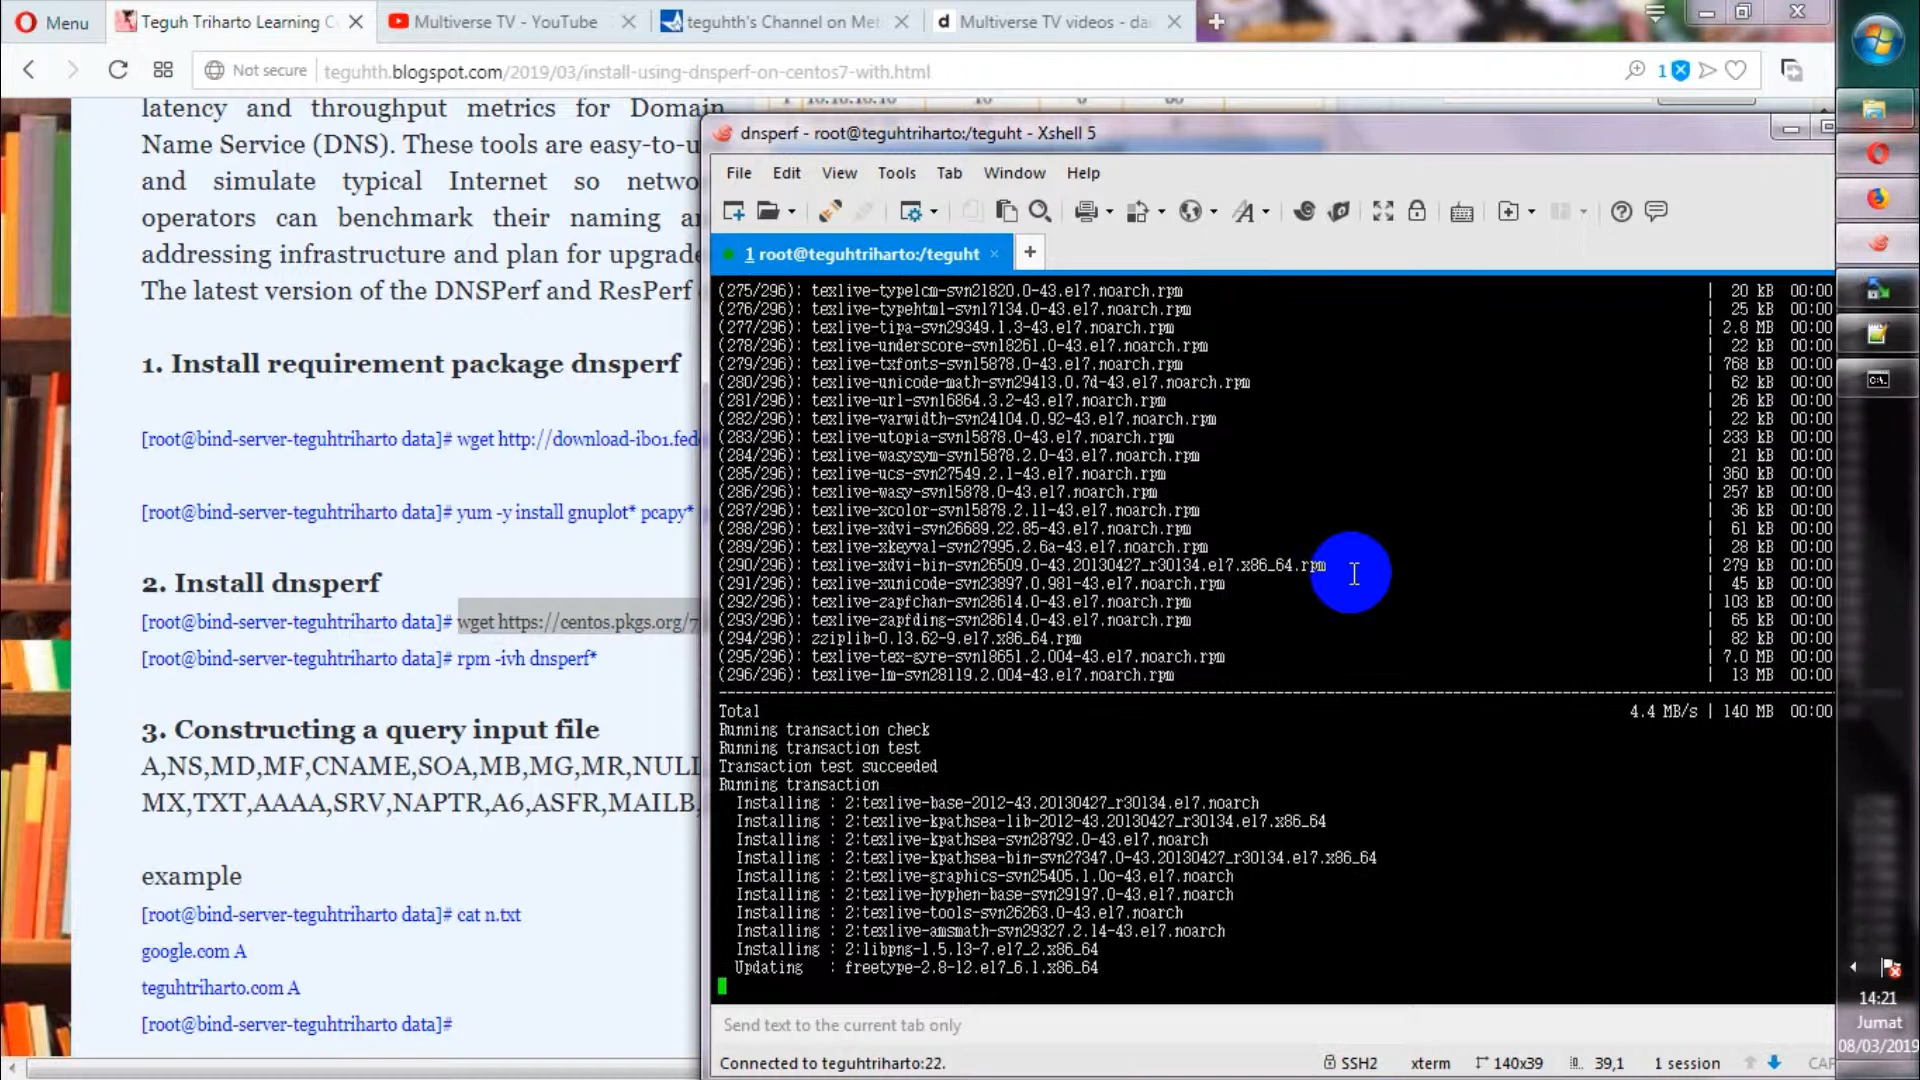 Menu
Teguh Triharto Learning C
Multiverse TV - YouTube
teguhth's Channel on Met
Multiverse TV videos - da
Not secure
teguhth.blogspot.com/2019/03/install-using-dnsperf-on-centos7-with.html
1
latency and throughput metrics for Domain
Name Service (DNS). These tools are easy-to-u
and simulate typical Internet so netwo
operators can benchmark their naming an
addressing infrastructure and plan for upgrade
The latest version of the DNSPerf and ResPerf
1. Install requirement package dnsperf
[root@bind-server-teguhtriharto data]# wget http://download-ib01.fed
[root@bind-server-teguhtriharto data]# yum -y install gnuplot* pcapy*
2. Install dnsperf
[root@bind-server-teguhtriharto data]# wget https://centos.pkgs.org/7
[root@bind-server-teguhtriharto data]# rpm -ivh dnsperf*
3. Constructing a query input file
A,NS,MD,MF,CNAME,SOA,MB,MG,MR,NULL
MX,TXT,AAAA,SRV,NAPTR,A6,ASFR,MAILB,
example
[root@bind-server-teguhtriharto data]# cat n.txt
google.com A
teguhtriharto.com A
[root@bind-server-teguhtriharto data]#
dnsperf - root@teguhtriharto:/teguht - Xshell 5
File Edit View Tools Tab Window Help
1 root@teguhtriharto:/teguht
(275/296): texlive-typelcm-svn21820.0-43.el7.noarch.rpm | 20 kB 00:00
(276/296): texlive-typehtml-svn17134.0-43.el7.noarch.rpm | 25 kB 00:00
(277/296): texlive-tipa-svn29349.1.3-43.el7.noarch.rpm | 2.8 MB 00:00
(278/296): texlive-underscore-svn18261.0-43.el7.noarch.rpm | 22 kB 00:00
(279/296): texlive-txfonts-svn15878.0-43.el7.noarch.rpm | 768 kB 00:00
(280/296): texlive-unicode-math-svn29413.0.7d-43.el7.noarch.rpm | 62 kB 00:00
(281/296): texlive-url-svn16864.3.2-43.el7.noarch.rpm | 26 kB 00:00
(282/296): texlive-varwidth-svn24104.0.92-43.el7.noarch.rpm | 22 kB 00:00
(283/296): texlive-utopia-svn15878.0-43.el7.noarch.rpm | 233 kB 00:00
(284/296): texlive-wasysym-svn15878.2.0-43.el7.noarch.rpm | 21 kB 00:00
(285/296): texlive-ucs-svn27549.2.1-43.el7.noarch.rpm | 360 kB 00:00
(286/296): texlive-wasy-svn15878.0-43.el7.noarch.rpm | 257 kB 00:00
(287/296): texlive-xcolor-svn15878.2.11-43.el7.noarch.rpm | 36 kB 00:00
(288/296): texlive-xdvi-svn26689.22.85-43.el7.noarch.rpm | 61 kB 00:00
(289/296): texlive-xkeyval-svn27995.2.6a-43.el7.noarch.rpm | 28 kB 00:00
(290/296): texlive-xdvi-bin-svn26509.0-43.20130427_r30134.el7.x86_64.rpm | 279 kB 00:00
(291/296): texlive-xunicode-svn23897.0.981-43.el7.noarch.rpm | 45 kB 00:00
(292/296): texlive-zapfchan-svn28614.0-43.el7.noarch.rpm | 103 kB 00:00
(293/296): texlive-zapfding-svn28614.0-43.el7.noarch.rpm | 65 kB 00:00
(294/296): zziplib-0.13.62-9.el7.x86_64.rpm | 82 kB 00:00
(295/296): texlive-tex-gyre-svn18651.2.004-43.el7.noarch.rpm | 7.0 MB 00:00
(296/296): texlive-lm-svn28119.2.004-43.el7.noarch.rpm | 13 MB 00:00
Total 4.4 MB/s | 140 MB 00:00
Running transaction check
Running transaction test
Transaction test succeeded
Running transaction
Installing : 2:texlive-base-2012-43.20130427_r30134.el7.noarch
Installing : 2:texlive-kpathsea-lib-2012-43.20130427_r30134.el7.x86_64
Installing : 2:texlive-kpathsea-svn28792.0-43.el7.noarch
Installing : 2:texlive-kpathsea-bin-svn27347.0-43.20130427_r30134.el7.x86_64
Installing : 2:texlive-graphics-svn25405.1.0o-43.el7.noarch
Installing : 2:texlive-hyphen-base-svn29197.0-43.el7.noarch
Installing : 2:texlive-tools-svn26263.0-43.el7.noarch
Installing : 2:texlive-amsmath-svn29327.2.14-43.el7.noarch
Installing : 2:libpng-1.5.13-7.el7_2.x86_64
Updating : freetype-2.8-12.el7_6.1.x86_64
Send text to the current tab only
Connected to teguhtriharto:22. SSH2 xterm 140x39 39,1 1 session CAP
14:21
Jumat
08/03/2019